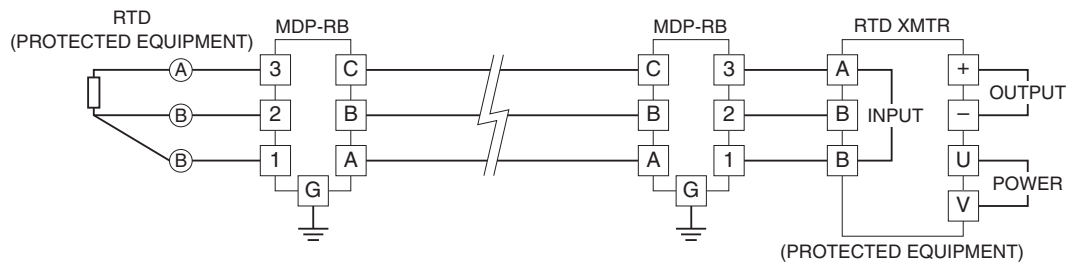 RTD
(PROTECTED EQUIPMENT)
MDP-RB
MDP-RB
RTD XMTR
A
3
C
C
3
A
+
B
2
B
B
2
B
−
OUTPUT
INPUT
B
1
A
A
1
B
U
POWER
V
G
G
(PROTECTED EQUIPMENT)